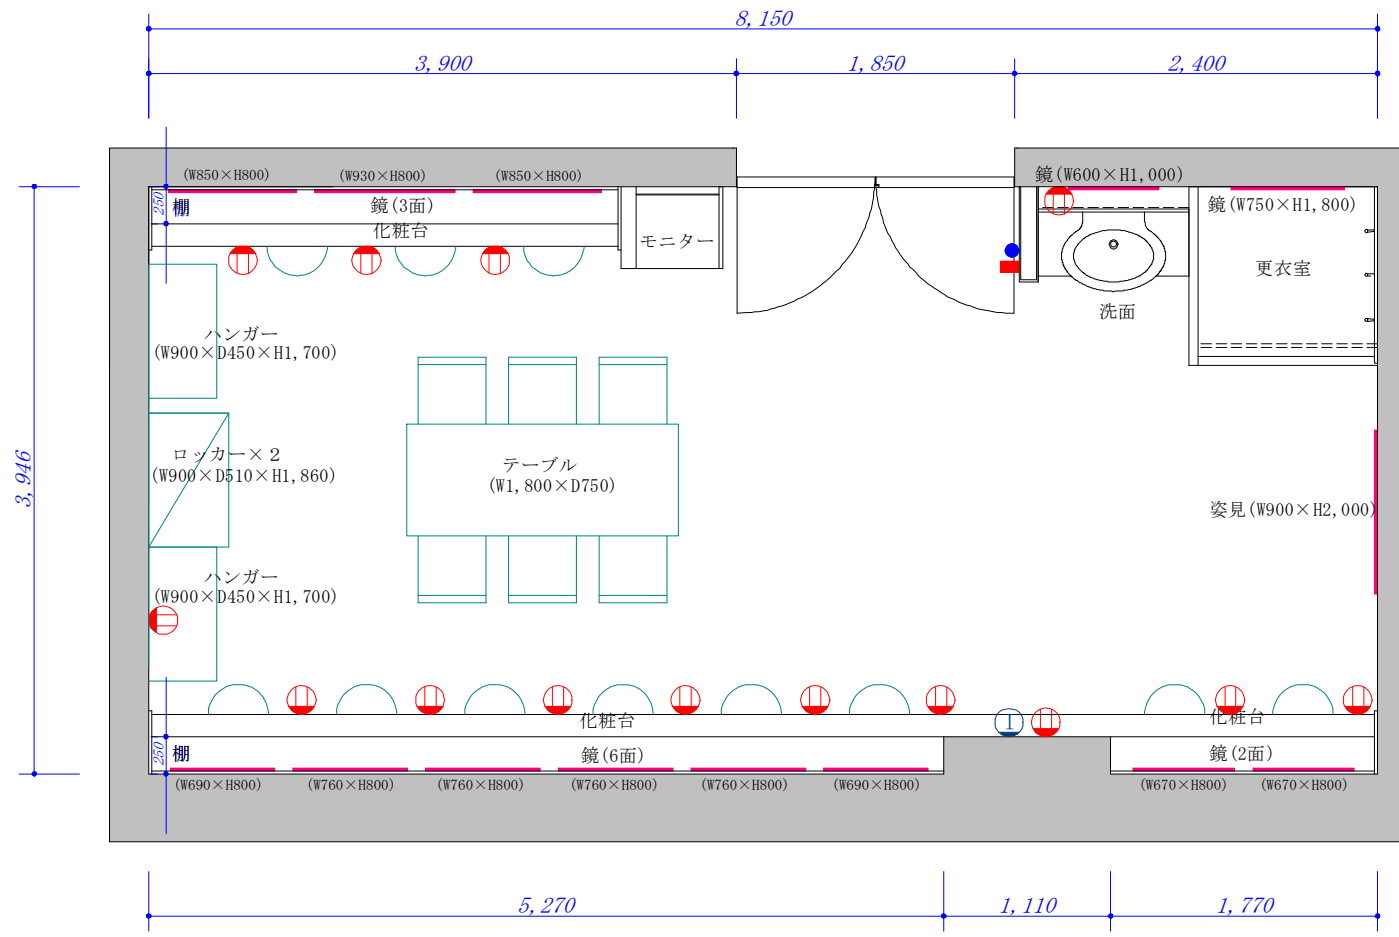 8,150
3,900
1,850
2,400
(W850×H800)
(W930×H800)
(W850×H800)
鏡(W600×H1,000)
250
棚
鏡(3面)
鏡(W750×H1,800)
化粧台
モニター
更衣室
洗面
ハンガー
(W900×D450×H1,700)
ロッカー×2
(W900×D510×H1,860)
テーブル
(W1,800×D750)
3,946
姿見(W900×H2,000)
ハンガー
(W900×D450×H1,700)
化粧台
化粧台
I
250
棚
鏡(6面)
鏡(2面)
(W690×H800)
(W760×H800)
(W760×H800)
(W760×H800)
(W760×H800)
(W690×H800)
(W670×H800)
(W670×H800)
5,270
1,110
1,770